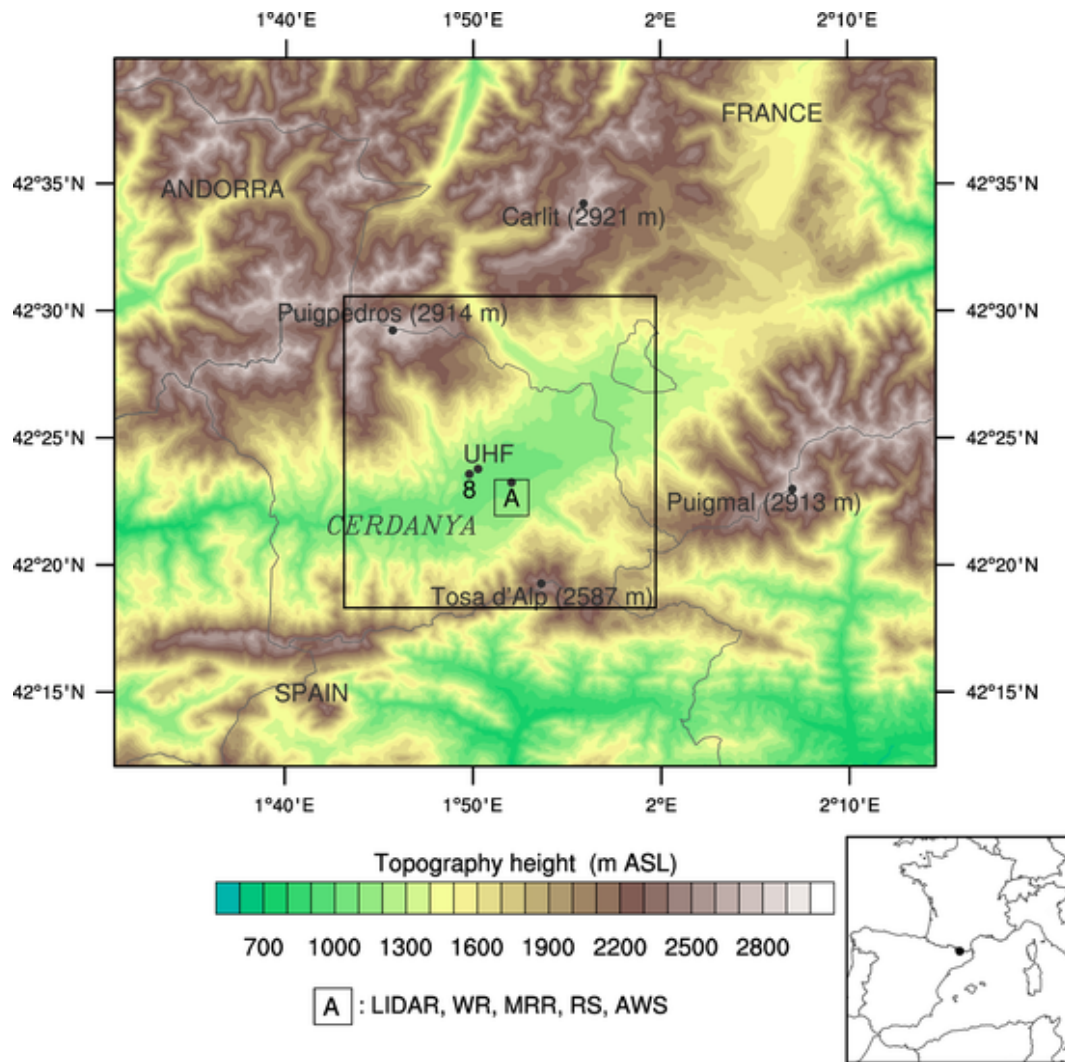 1°40'E 1°50'E 2°E 2°10'E
FRANCE
42°35'N ANDORRA 42°35'N
Carlit (2921 m)
42°30'N Puigpedros (2914 m) 42°30'N
42°25'N 42°25'N
UHF
8 A Puigmal (2913 m)
CERDANYA
42°20'N 42°20'N
Tosa d'Alp (2587 m)
42°15'N SPAIN 42°15'N
1°40'E 1°50'E 2°E 2°10'E
Topography height (m ASL)
700 1000 1300 1600 1900 2200 2500 2800
A : LIDAR, WR, MRR, RS, AWS